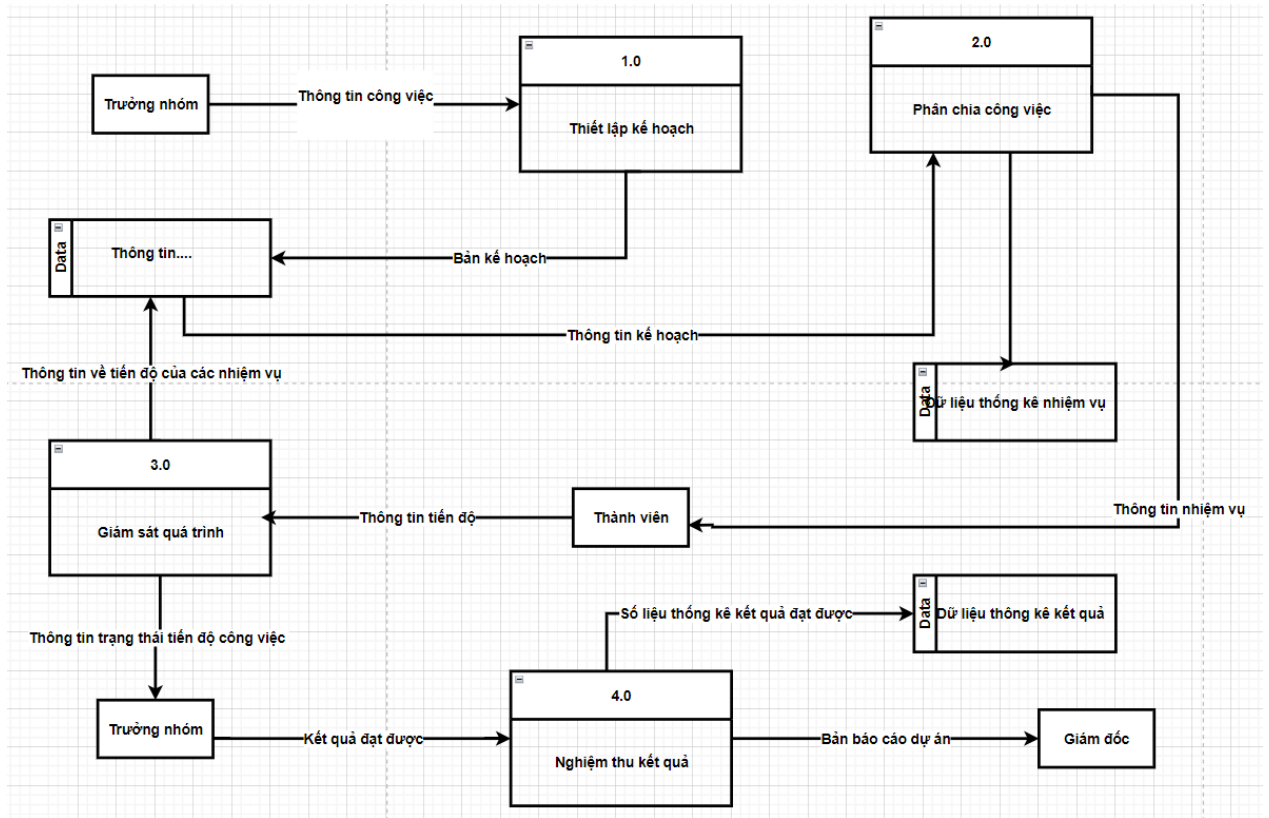 1.0
2.0
Trưởng nhóm
Thông tin công việc
Thiết lập kế hoạch
Phân chia công việc
Data
Thông tin....
Bản kế hoạch
Thông tin kế hoạch
Thông tin về tiến độ của các nhiệm vụ
Data
Dữ liệu thống kê nhiệm vụ
3.0
Giám sát quá trình
Thông tin tiến độ
Thành viên
Thông tin nhiệm vụ
Số liệu thống kê kết quả đạt được
Data
Dữ liệu thông kê kết quả
Thông tin trạng thái tiến độ công việc
4.0
Trưởng nhóm
Kết quả đạt được
Nghiệm thu kết quả
Bản báo cáo dự án
Giám đốc